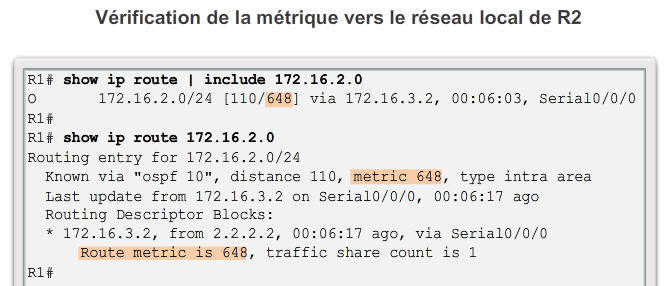 Vérification de la métrique vers le réseau local de R2
R1# show ip route | include 172.16.2.0
O 172.16.2.0/24 [110/648] via 172.16.3.2, 00:06:03, Serial0/0/0
R1#
R1# show ip route 172.16.2.0
Routing entry for 172.16.2.0/24
Known via "ospf 10", distance 110, metric 648, type intra area
Last update from 172.16.3.2 on Serial0/0/0, 00:06:17 ago
Routing Descriptor Blocks:
* 172.16.3.2, from 2.2.2.2, 00:06:17 ago, via Serial0/0/0
Route metric is 648, traffic share count is 1
R1#